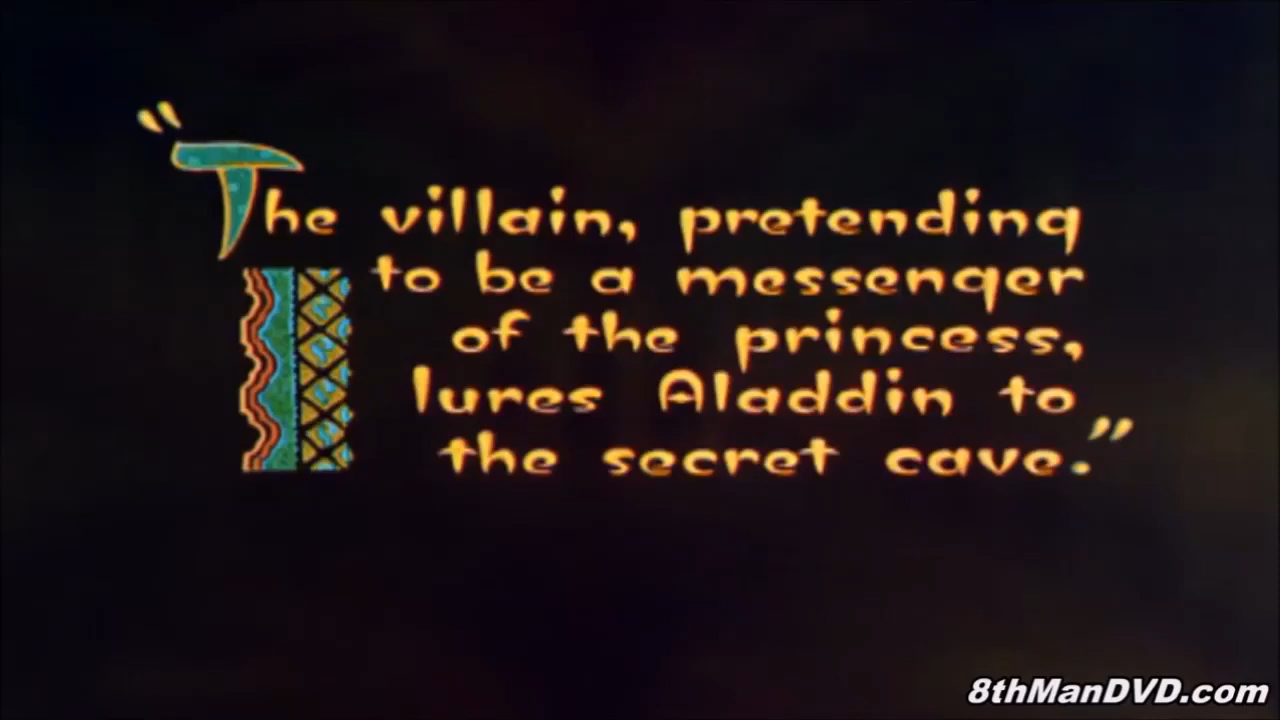 "The villain, pretending
to be a messenger
of the princess,
lures Aladdin to
the secret cave."
8thManDVD.com